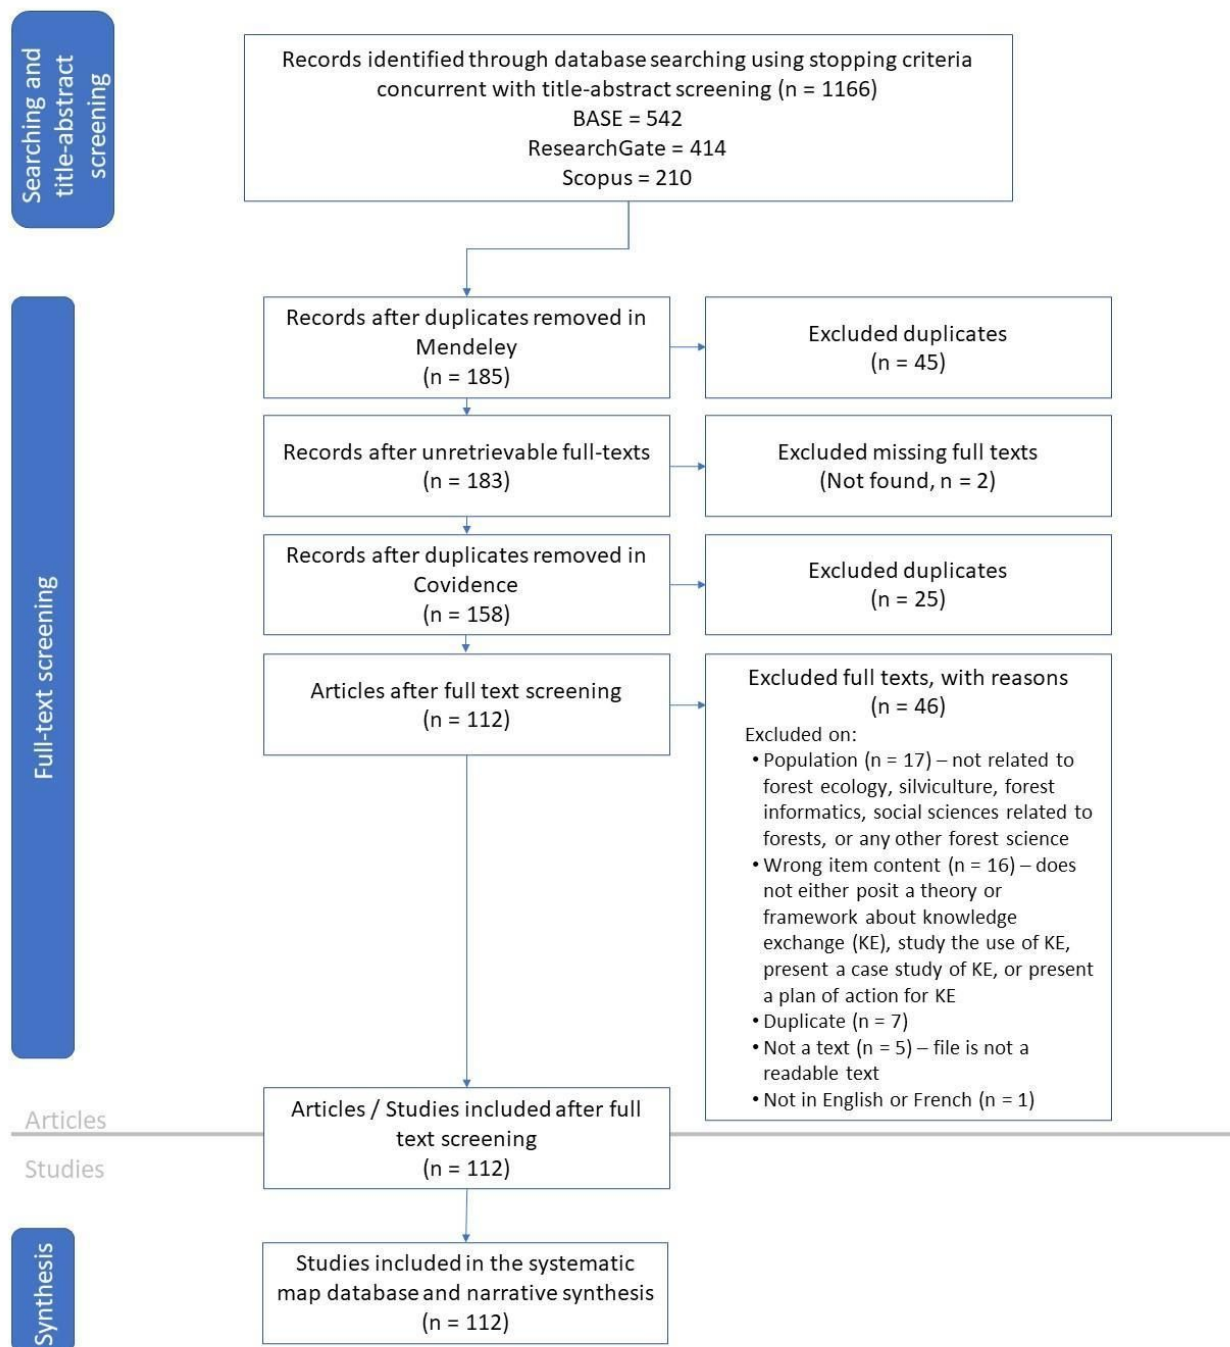 Searching and
title-abstract
screening
Records identified through database searching using stopping criteria
concurrent with title-abstract screening (n = 1166)
BASE = 542
ResearchGate = 414
Scopus = 210
Full-text screening
Records after duplicates removed in
Mendeley
(n = 185)
Excluded duplicates
(n = 45)
Records after unretrievable full-texts
(n = 183)
Excluded missing full texts
(Not found, n = 2)
Records after duplicates removed in
Covidence
(n = 158)
Excluded duplicates
(n = 25)
Articles after full text screening
(n = 112)
Excluded full texts, with reasons
(n = 46)
Excluded on:
• Population (n = 17) – not related to
forest ecology, silviculture, forest
informatics, social sciences related to
forests, or any other forest science
• Wrong item content (n = 16) – does
not either posit a theory or
framework about knowledge
exchange (KE), study the use of KE,
present a case study of KE, or present
a plan of action for KE
• Duplicate (n = 7)
• Not a text (n = 5) – file is not a
readable text
• Not in English or French (n = 1)
Articles
Studies
Articles / Studies included after full
text screening
(n = 112)
Synthesis
Studies included in the systematic
map database and narrative synthesis
(n = 112)